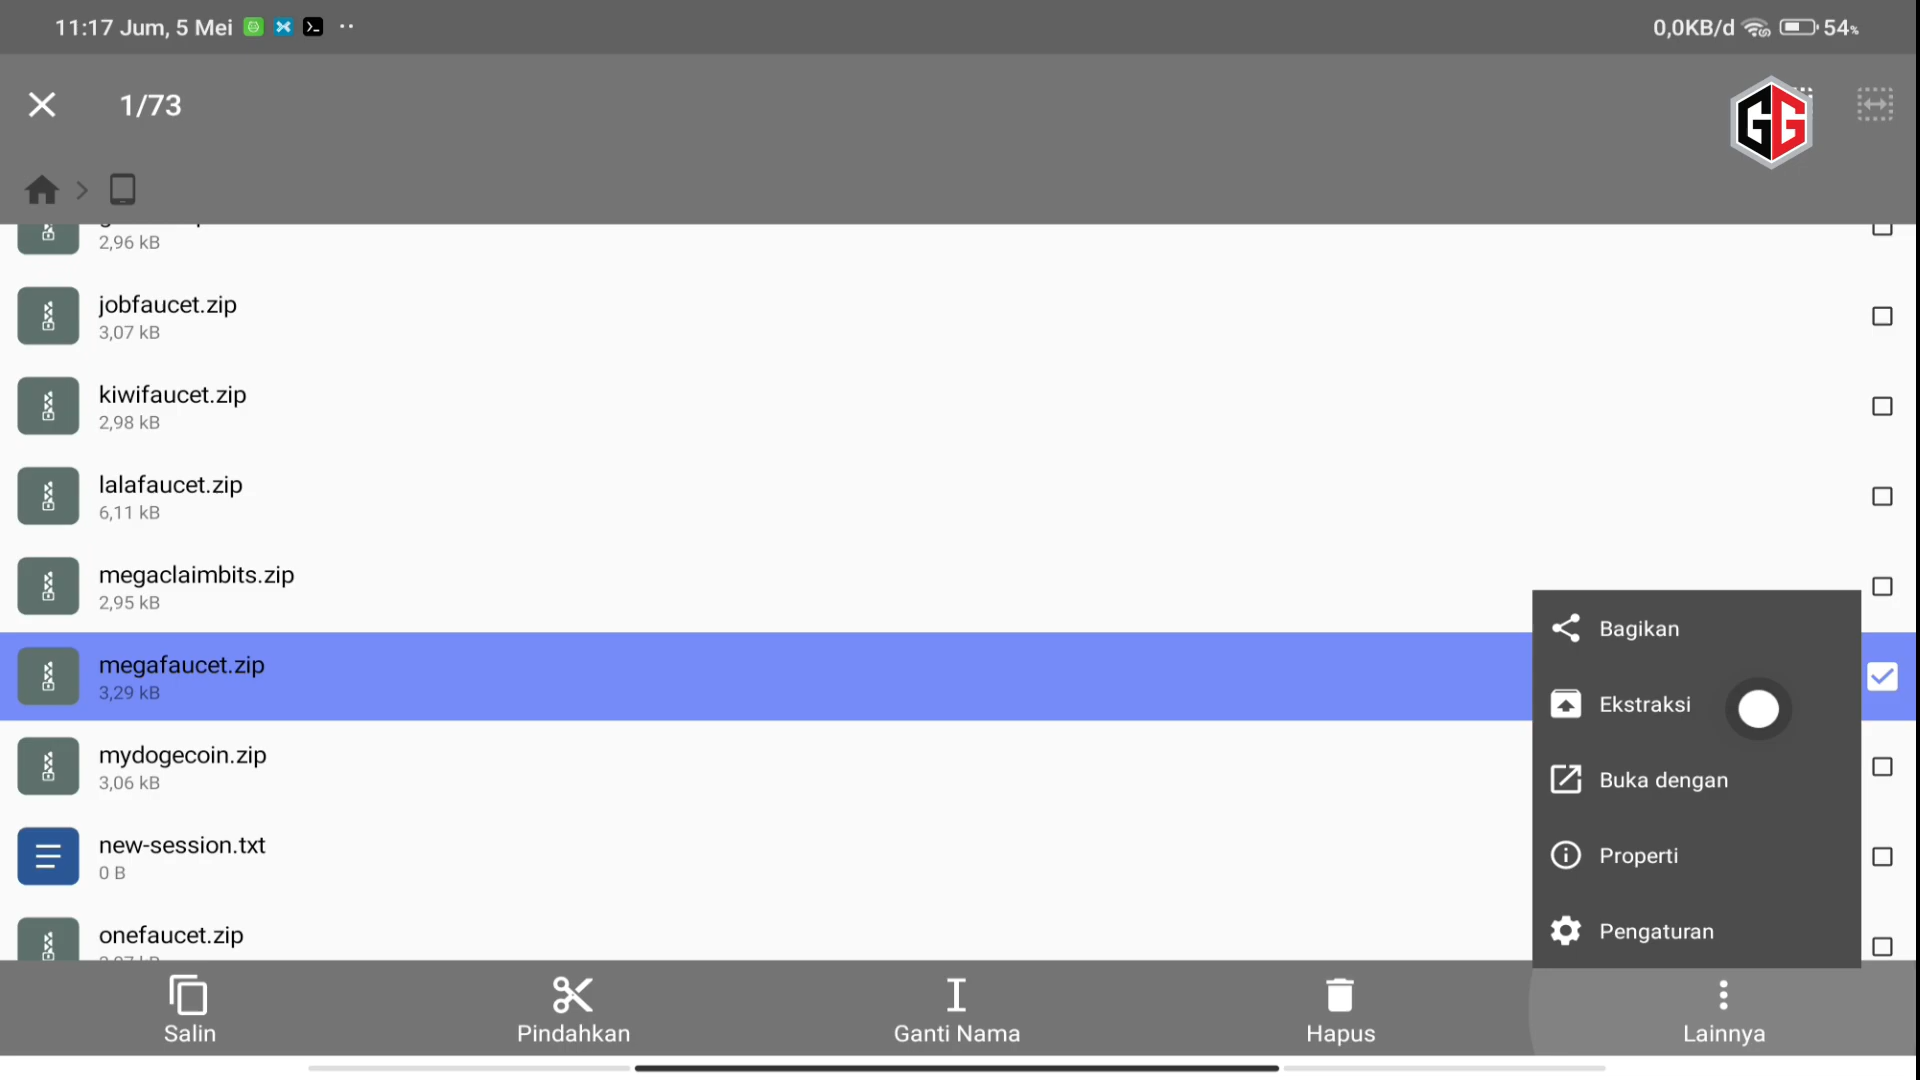 11:17 Jum, 5 Mei
0,0KB/d
54%
1/73
GG
2,96 kB
jobfaucet.zip
3,07 kB
kiwifaucet.zip
2,98 kB
lalafaucet.zip
6,11 kB
megaclaimbits.zip
2,95 kB
megafaucet.zip
3,29 kB
mydogecoin.zip
3,06 kB
new-session.txt
0 B
onefaucet.zip
Bagikan
Ekstraksi
Buka dengan
Properti
Pengaturan
Salin
Pindahkan
Ganti Nama
Hapus
Lainnya